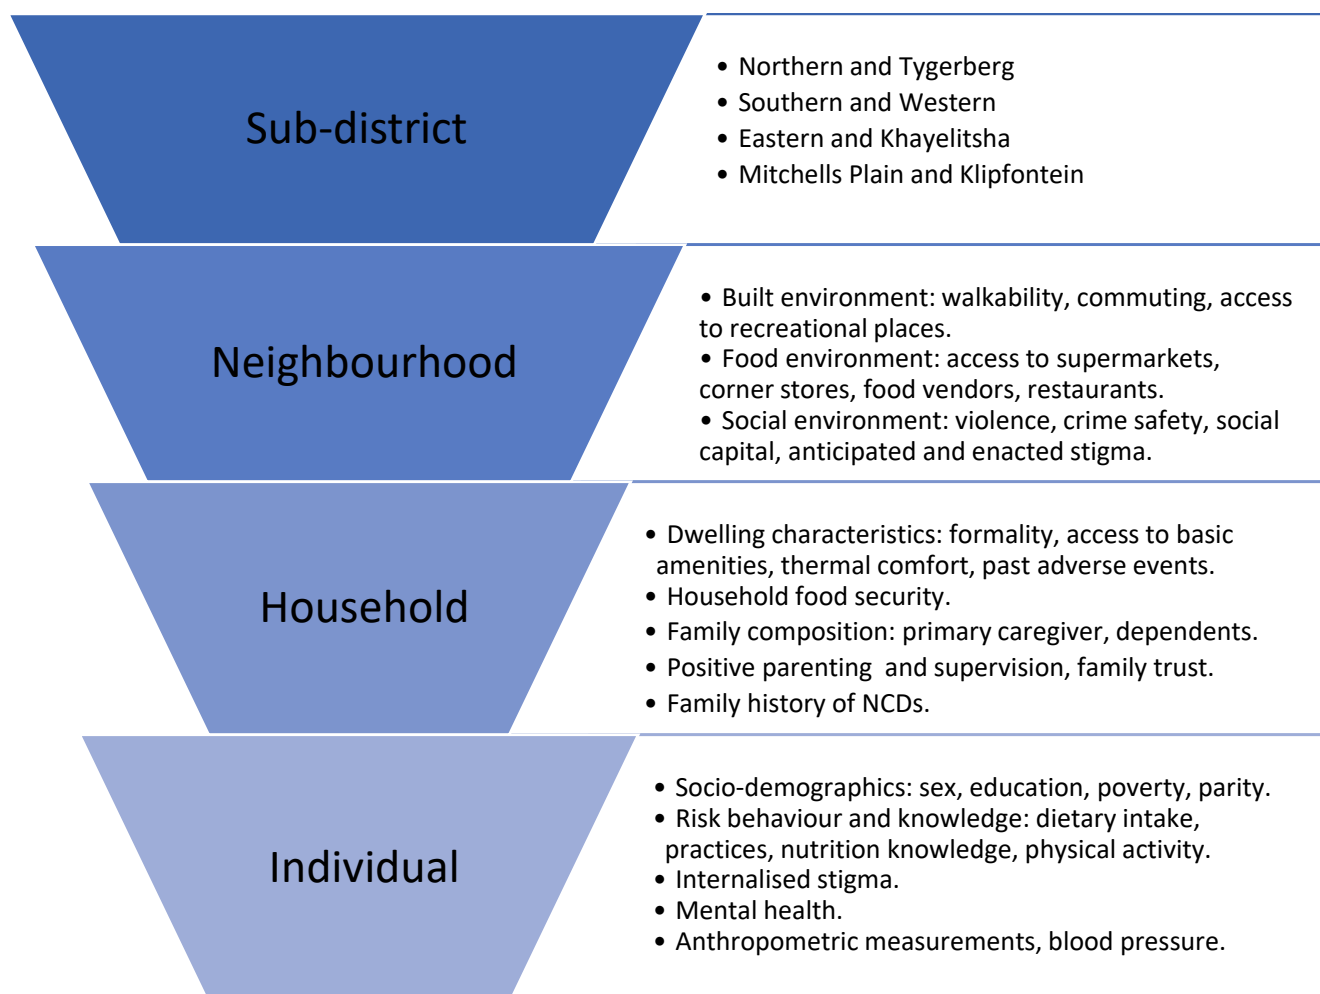 Sub-district
• Northern and Tygerberg
• Southern and Western
• Eastern and Khayelitsha
• Mitchells Plain and Klipfontein
Neighbourhood
• Built environment: walkability, commuting, access
to recreational places.
• Food environment: access to supermarkets,
corner stores, food vendors, restaurants.
• Social environment: violence, crime safety, social
capital, anticipated and enacted stigma.
Household
• Dwelling characteristics: formality, access to basic
amenities, thermal comfort, past adverse events.
• Household food security.
• Family composition: primary caregiver, dependents.
• Positive parenting and supervision, family trust.
• Family history of NCDs.
Individual
• Socio-demographics: sex, education, poverty, parity.
• Risk behaviour and knowledge: dietary intake,
practices, nutrition knowledge, physical activity.
• Internalised stigma.
• Mental health.
• Anthropometric measurements, blood pressure.